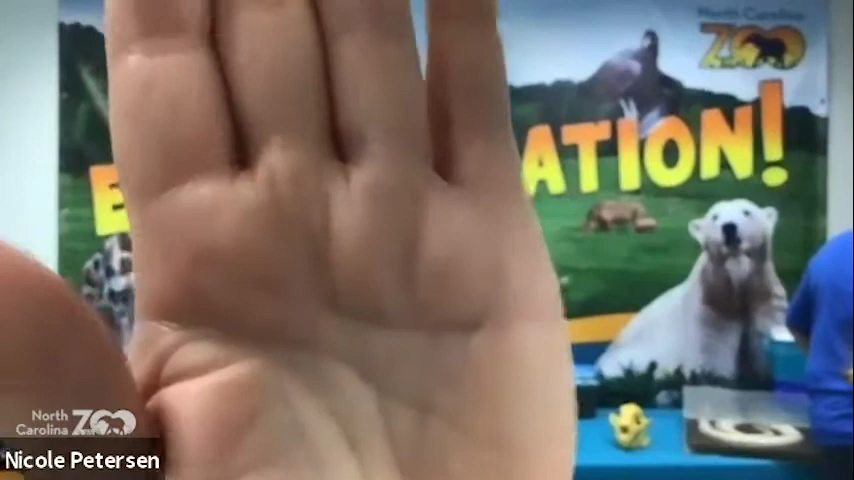 North Carolina
ZOO
E ATION!
North
Carolina ZOO
Nicole Petersen